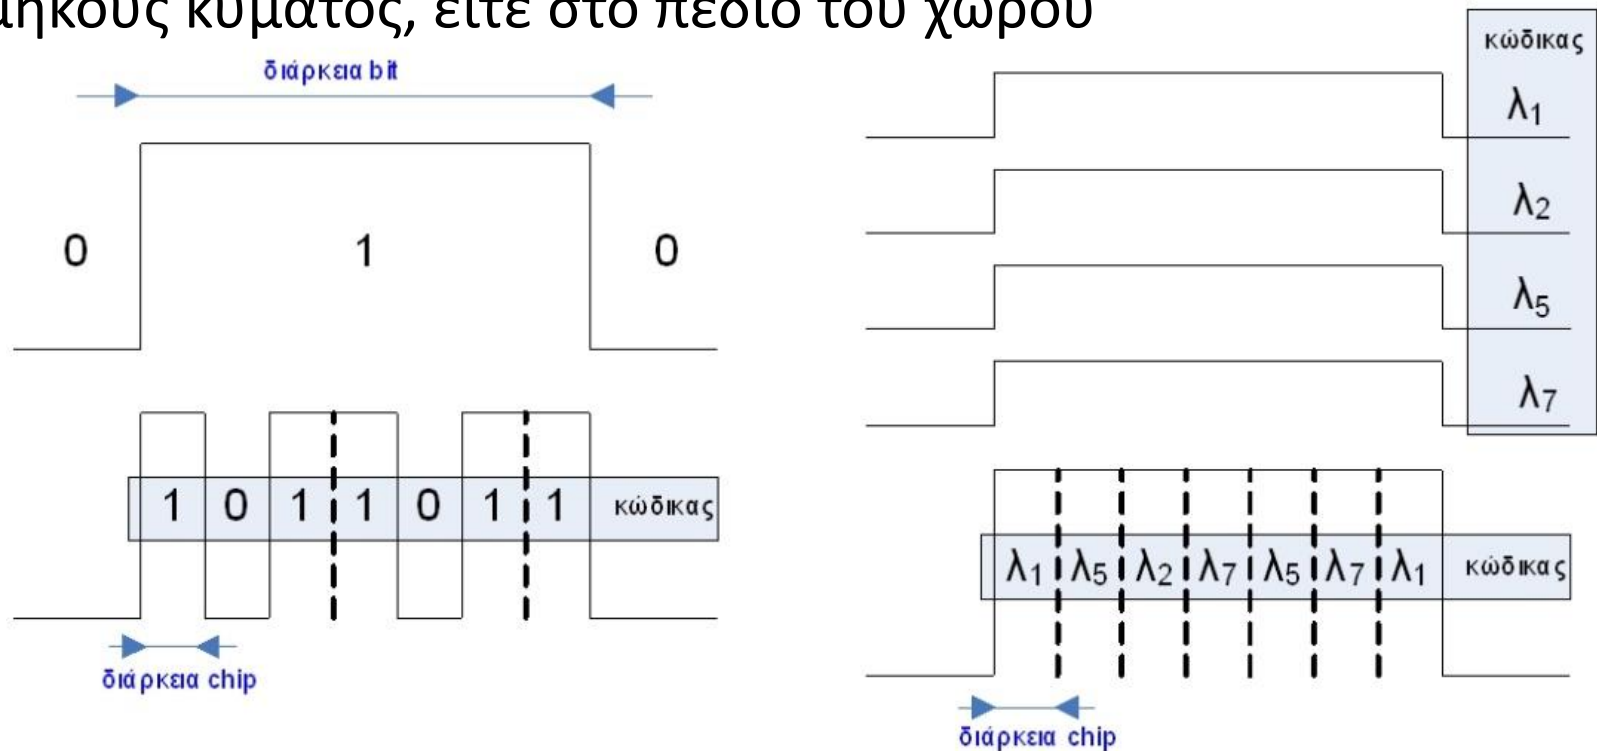 μήκους κύματος, είτε στο πεδίο του χώρου
διάρκεια bit
0 1 0
1 0 1 1 0 1 1 κώδικας
διάρκεια chip
κώδικας
λ1
λ2
λ5
λ7
λ1 λ5 λ2 λ7 λ5 λ7 λ1 κώδικας
διάρκεια chip